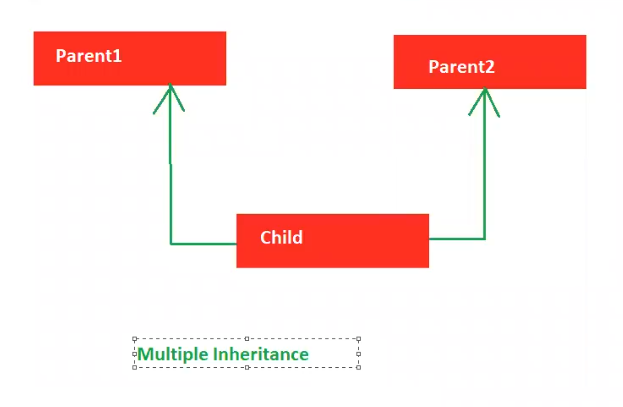 Parent1
Parent2
Child
Multiple Inheritance